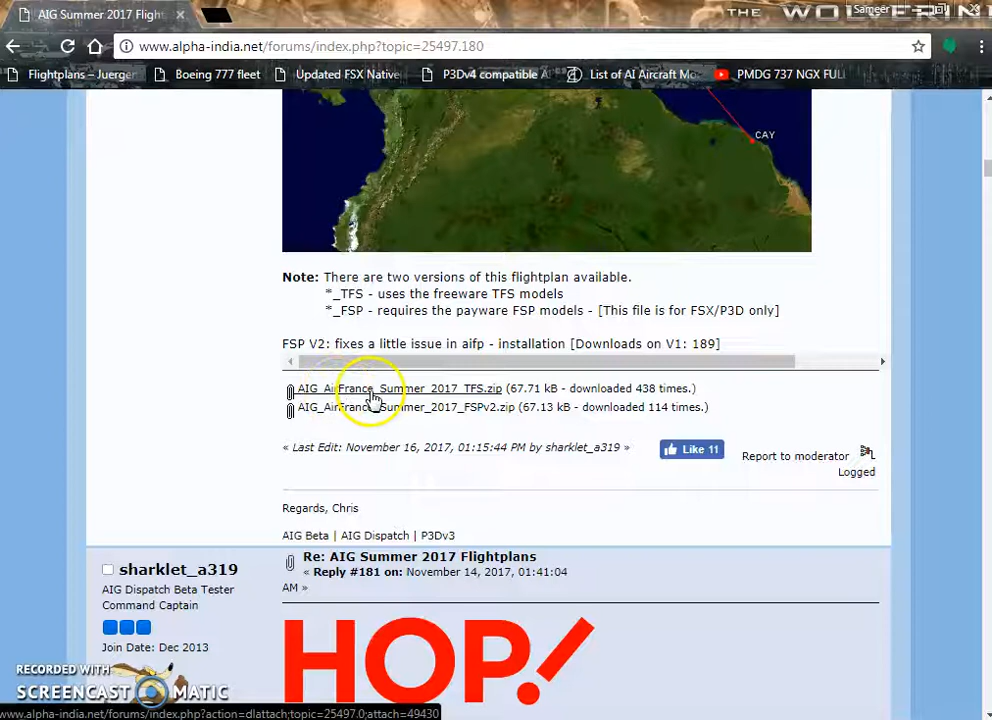 AIG Summer 2017 Flight
THE WOLVERINE
Sameer
www.alpha-india.net/forums/index.php?topic=25497.180
Flightplans – Juerge
Boeing 777 fleet
Updated FSX Native
P3Dv4 compatible A
List of AI Aircraft Mo
PMDG 737 NGX FUL
CAY
Note: There are two versions of this flightplan available.
*_TFS - uses the freeware TFS models
*_FSP - requires the payware FSP models - [This file is for FSX/P3D only]
FSP V2: fixes a little issue in aifp - installation [Downloads on V1: 189]
AIG_AirFrance_Summer_2017_TFS.zip (67.71 kB - downloaded 438 times.)
AIG_AirFrance_Summer_2017_FSPv2.zip (67.13 kB - downloaded 114 times.)
« Last Edit: November 16, 2017, 01:15:44 PM by sharklet_a319 »
Like 11
Report to moderator
Logged
Regards, Chris
AIG Beta | AIG Dispatch | P3Dv3
sharklet_a319
AIG Dispatch Beta Tester
Command Captain
Join Date: Dec 2013
Re: AIG Summer 2017 Flightplans
« Reply #181 on: November 14, 2017, 01:41:04
AM »
HOP!
RECORDED WITH
SCREENCAST MATIC
www.alpha-india.net/forums/index.php?action=dlattach;topic=25497.0;attach=49430